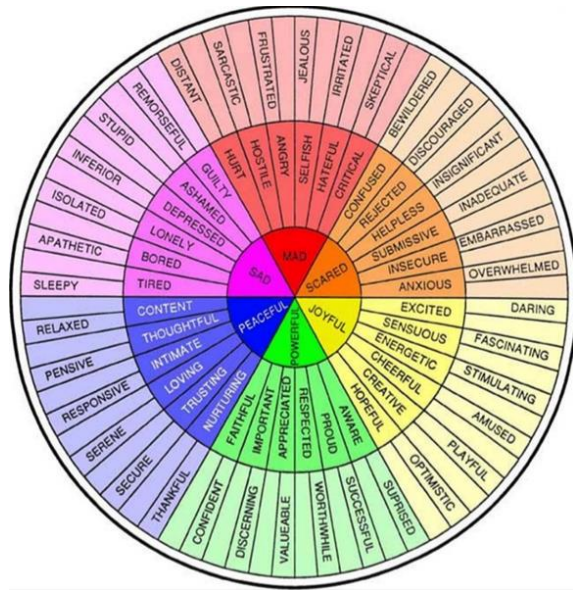 MAD
SCARED
JOYFUL
POWERFUL
PEACEFUL
SAD
HURT
HOSTILE
ANGRY
SELFISH
HATEFUL
CRITICAL
CONFUSED
REJECTED
HELPLESS
SUBMISSIVE
INSECURE
ANXIOUS
EXCITED
SENSUOUS
ENERGETIC
CHEERFUL
CREATIVE
HOPEFUL
AWARE
PROUD
RESPECTED
APPRECIATED
IMPORTANT
FAITHFUL
NURTURING
TRUSTING
LOVING
INTIMATE
THOUGHTFUL
CONTENT
TIRED
BORED
LONELY
DEPRESSED
ASHAMED
GUILTY
DISTANT
SARCASTIC
FRUSTRATED
JEALOUS
IRRITATED
SKEPTICAL
BEWILDERED
DISCOURAGED
INSIGNIFICANT
INADEQUATE
EMBARRASSED
OVERWHELMED
DARING
FASCINATING
STIMULATING
AMUSED
PLAYFUL
OPTIMISTIC
SUPRISED
SUCCESSFUL
WORTHWHILE
VALUEABLE
DISCERNING
CONFIDENT
THANKFUL
SECURE
SERENE
RESPONSIVE
PENSIVE
RELAXED
SLEEPY
APATHETIC
ISOLATED
INFERIOR
STUPID
REMORSEFUL